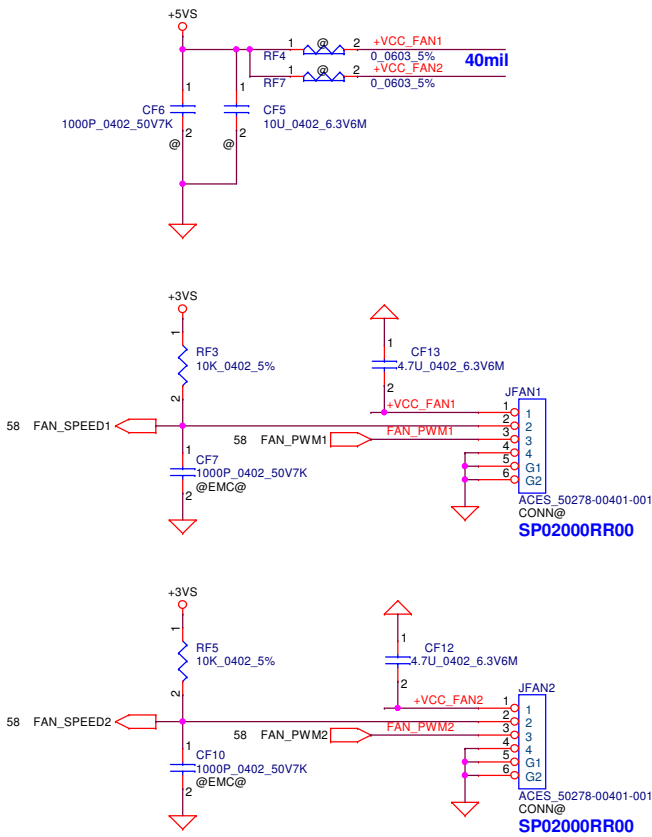 +5VS
1 @ 2 +VCC_FAN1
RF4 0_0603_5% 40mil
1 @ 2 +VCC_FAN2
RF7 0_0603_5%
1 1
CF6 CF5
1000P_0402_50V7K 10U_0402_6.3V6M
2 2
@ @
+3VS
1
RF3
10K_0402_5%
2
1
CF13
4.7U_0402_6.3V6M
2
JFAN1
+VCC_FAN1 1 1
58 FAN_SPEED1 2 2
58 FAN_PWM1 FAN_PWM1 3 3
4 4
5 G1
6 G2
1
CF7
1000P_0402_50V7K
@EMC@
2
ACES_50278-00401-001
CONN@
SP02000RR00
+3VS
1
RF5
10K_0402_5%
2
1
CF12
4.7U_0402_6.3V6M
2
JFAN2
+VCC_FAN2 1 1
58 FAN_SPEED2 2 2
58 FAN_PWM2 FAN_PWM2 3 3
4 4
5 G1
6 G2
1
CF10
1000P_0402_50V7K
@EMC@
2
ACES_50278-00401-001
CONN@
SP02000RR00